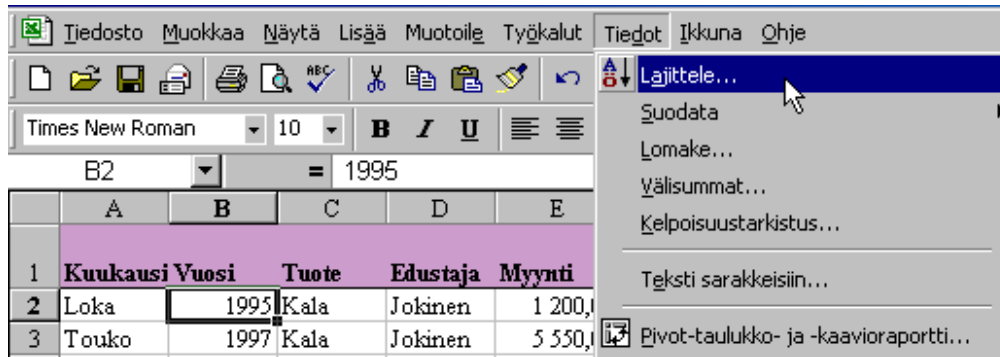 Tiedosto Muokkaa Näytä Lisää Muotoile Työkalut Tiedot Ikkuna Ohje
ABC
A
Ö
Lajittele...
Suodata
Times New Roman 10 B I U
Lomake...
B2 = 1995
Välisummat...
Kelpoisuustarkistus...
A B C D E
1 Kuukausi Vuosi Tuote Edustaja Myynti
Teksti sarakkeisiin...
2 Loka 1995 Kala Jokinen 1 200,
3 Touko 1997 Kala Jokinen 5 550,
Pivot-taulukko- ja -kaavioraportti...